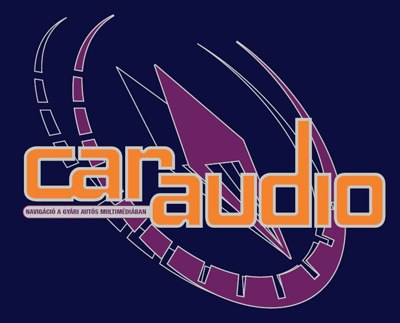 car
audio
NAVIGÁCIÓ A GYÁRI AUTÓS MULTIMÉDIÁBAN